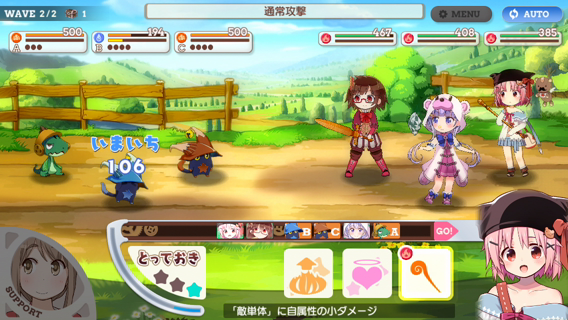 WAVE 2/2 1
通常攻撃
MENU
AUTO
500
A
174
B
500
C
467
408
385
いまいち
106
B
C
A
GO!
とっておき
SUPPORT
「敵単体」に自属性の小ダメージ